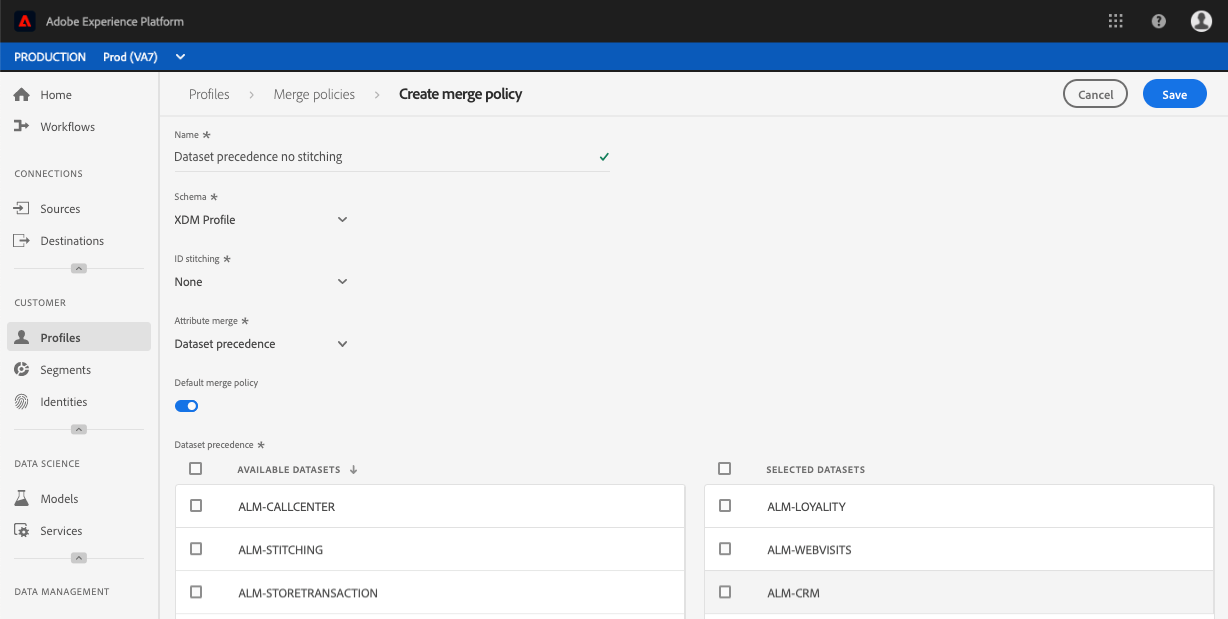 Adobe Experience Platform
PRODUCTION Prod (VA7)
Home
Workflows
CONNECTIONS
Sources
Destinations
CUSTOMER
Profiles
Segments
Identities
DATA SCIENCE
Models
Services
DATA MANAGEMENT
Profiles > Merge policies > Create merge policy
Cancel
Save
Name *
Dataset precedence no stitching
Schema *
XDM Profile
ID stitching *
None
Attribute merge *
Dataset precedence
Default merge policy
Dataset precedence *
AVAILABLE DATASETS ↓
ALM-CALLCENTER
ALM-STITCHING
ALM-STORETRANSACTION
SELECTED DATASETS
ALM-LOYALITY
ALM-WEBVISITS
ALM-CRM